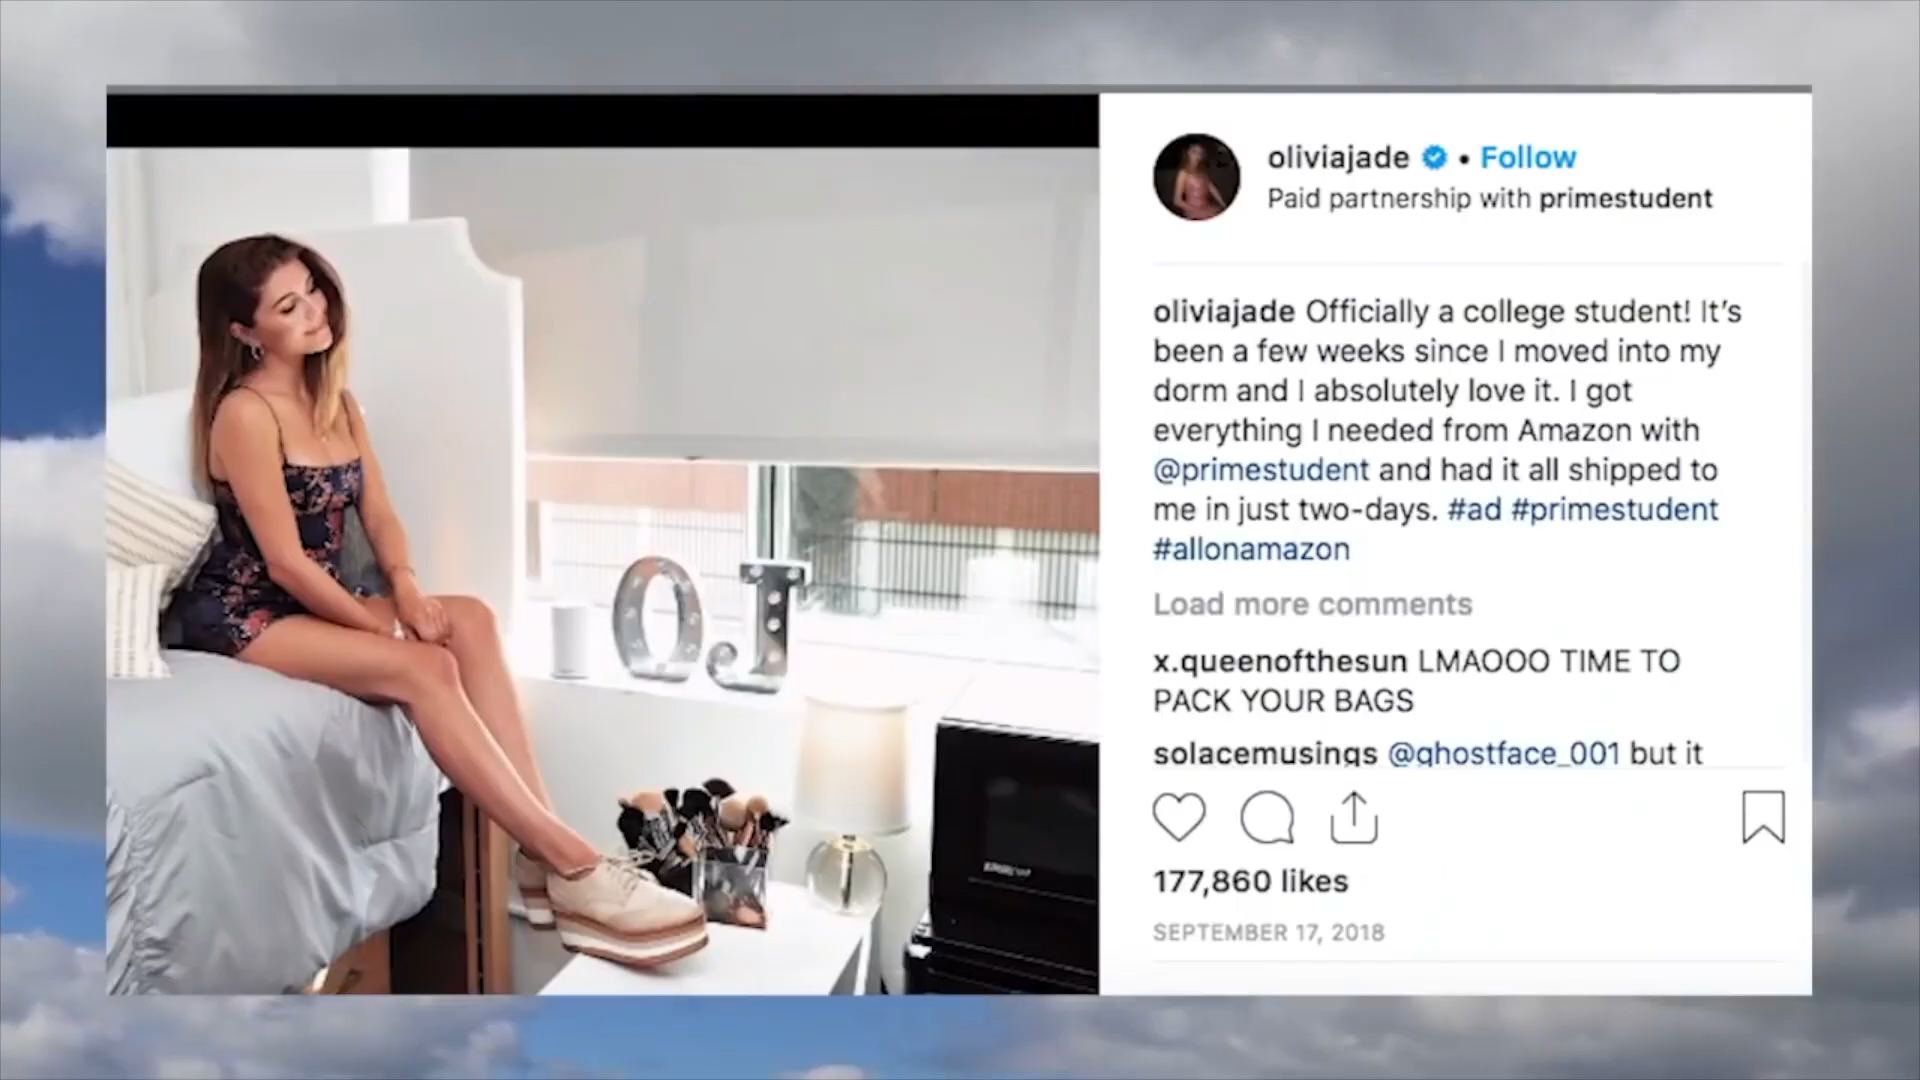 oliviajade • Follow
Paid partnership with primestudent
oliviajade Officially a college student! It's
been a few weeks since I moved into my
dorm and I absolutely love it. I got
everything I needed from Amazon with
@primestudent and had it all shipped to
me in just two-days. #ad #primestudent
#allonamazon
Load more comments
x.queenofthesun LMAOOO TIME TO
PACK YOUR BAGS
solacemusings @ghostface_001 but it
177,860 likes
SEPTEMBER 17, 2018
OJ